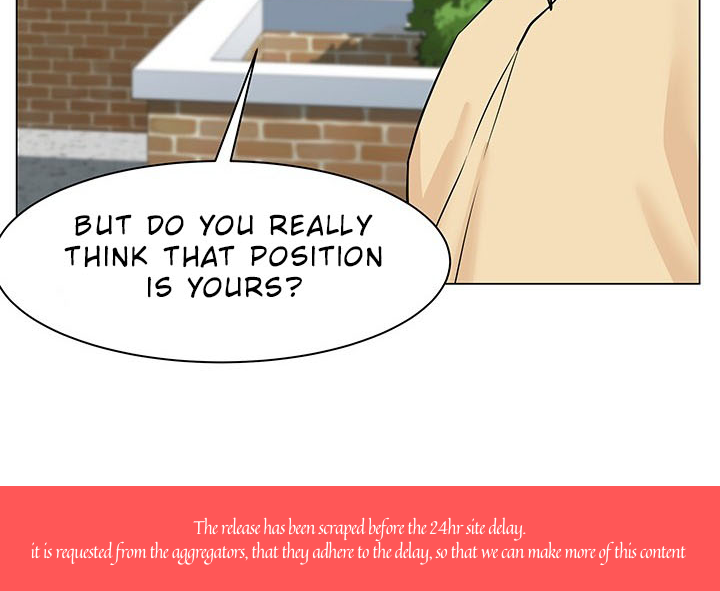 BUT DO YOU REALLY
THINK THAT POSITION
IS YOURS?
The release has been scraped before the 24hr site delay.
it is requested from the aggregators, that they adhere to the delay, so that we can make more of this content